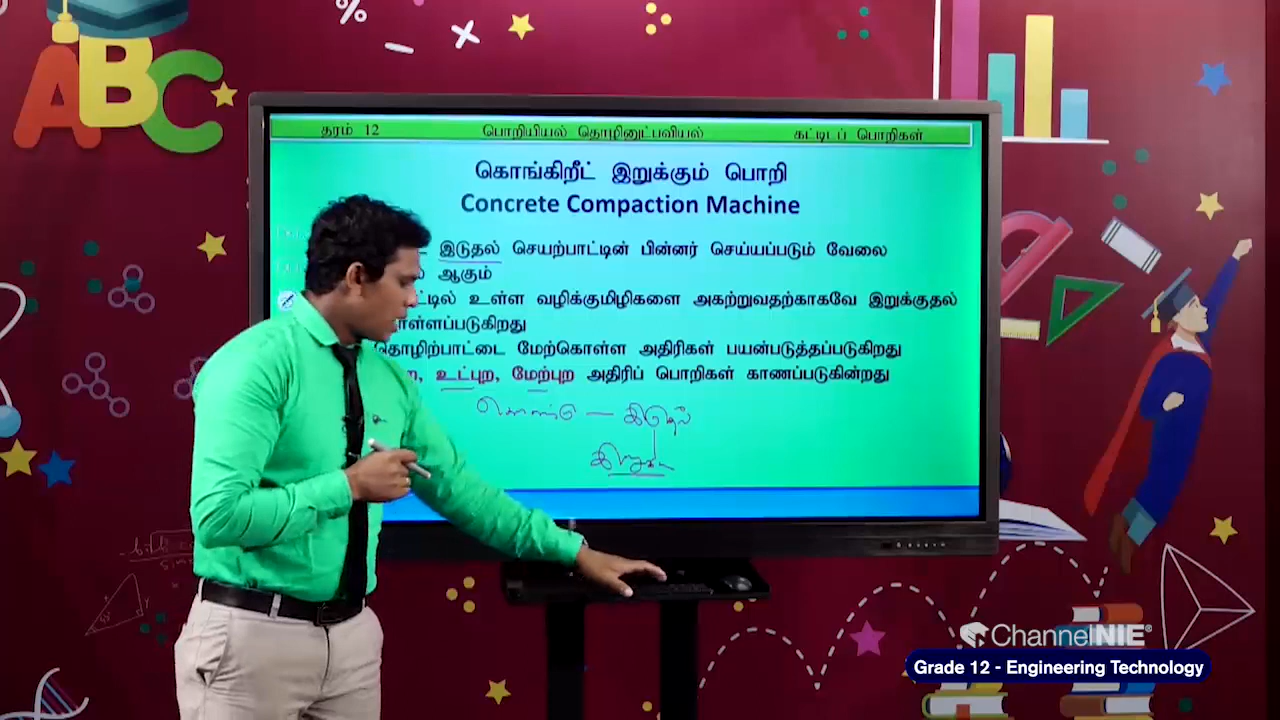 ABC
தரம் 12 பொறியியல் தொழினுட்பவியல் கட்டிடப் பொறிகள்
கொங்கிறீட் இறுக்கும் பொறி
Concrete Compaction Machine
இடுதல் செயற்பாட்டின் பின்னர் செய்யப்படும் வேலை
ஆகும்
உள்ள வழிக்குமிழிகளை அகற்றுவதற்காகவே இறுக்குதல்
மேற்கொள்ள அதிரிகள் பயன்படுத்தப்படுகிறது
உட்புற, மேற்புற அதிரிப் பொறிகள் காணப்படுகின்றது
ChannelNIE
Grade 12 - Engineering Technology